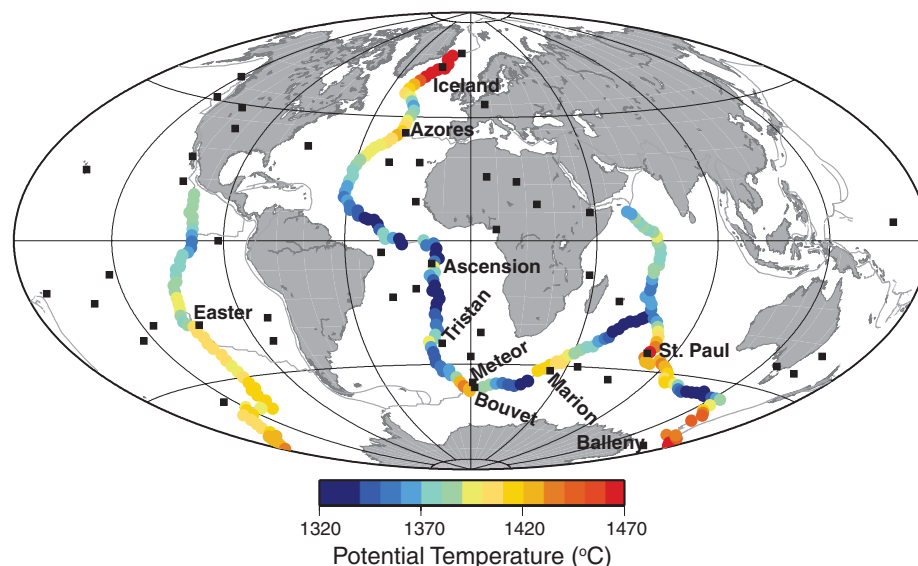 Iceland
Azores
Ascension
Easter
Tristan
St. Paul
Meteor
Marion
Bouvet
Balleny
1320 1370 1420 1470
Potential Temperature (°C)